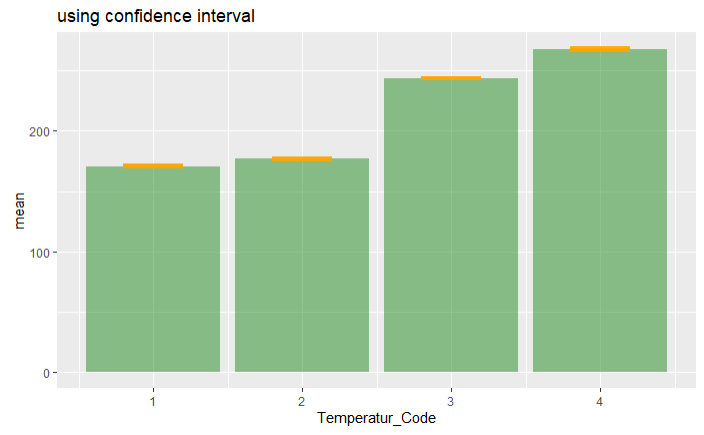 using confidence interval
200
100
0
mean
1 2 3 4
Temperatur_Code